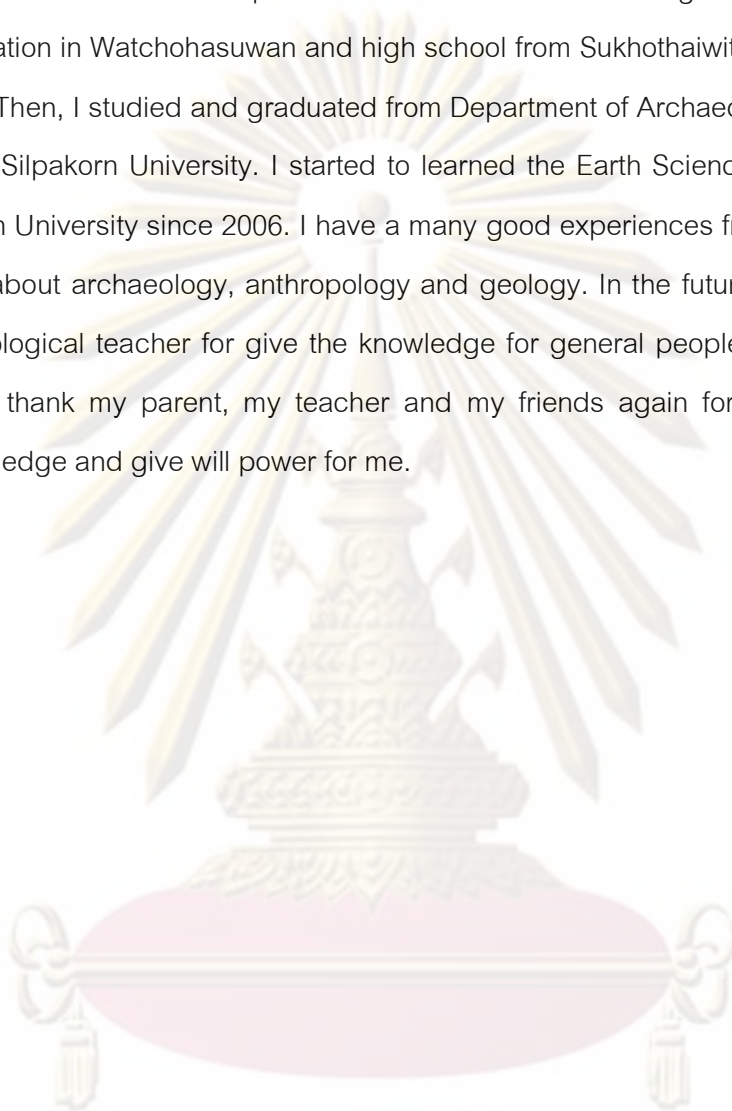 ation in Watchohasuwan and high school from Sukhothaiwit
Then, I studied and graduated from Department of Archaeo
Silpakorn University. I started to learned the Earth Scienc
n University since 2006. I have a many good experiences fr
about archaeology, anthropology and geology. In the futur
ological teacher for give the knowledge for general people
thank my parent, my teacher and my friends again for
edge and give will power for me.